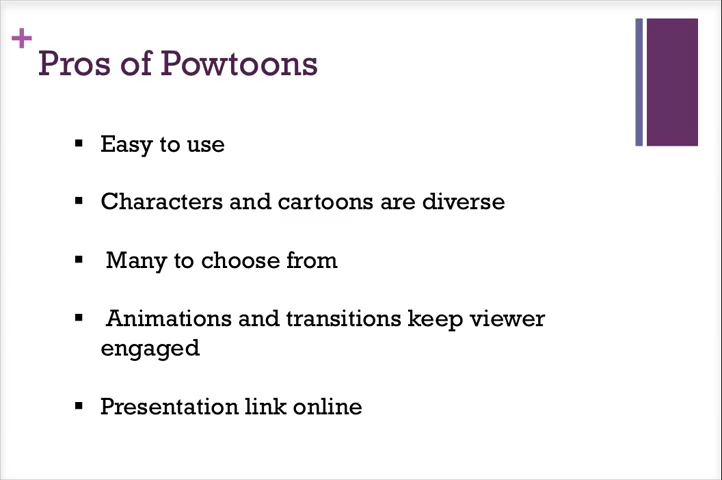 +
Pros of Powtoons
▪ Easy to use
▪ Characters and cartoons are diverse
▪ Many to choose from
▪ Animations and transitions keep viewer
engaged
▪ Presentation link online